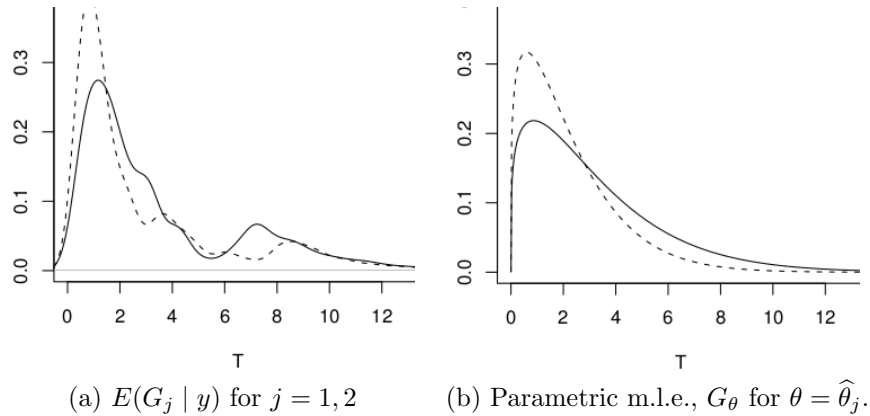 0.3
0.2
0.1
0.0
0 2 4 6 8 10 12
T
0.3
0.2
0.1
0.0
0 2 4 6 8 10 12
T
(a) E(G_j | y) for j = 1, 2
(b) Parametric m.l.e., G_θ for θ = θ̂_j.